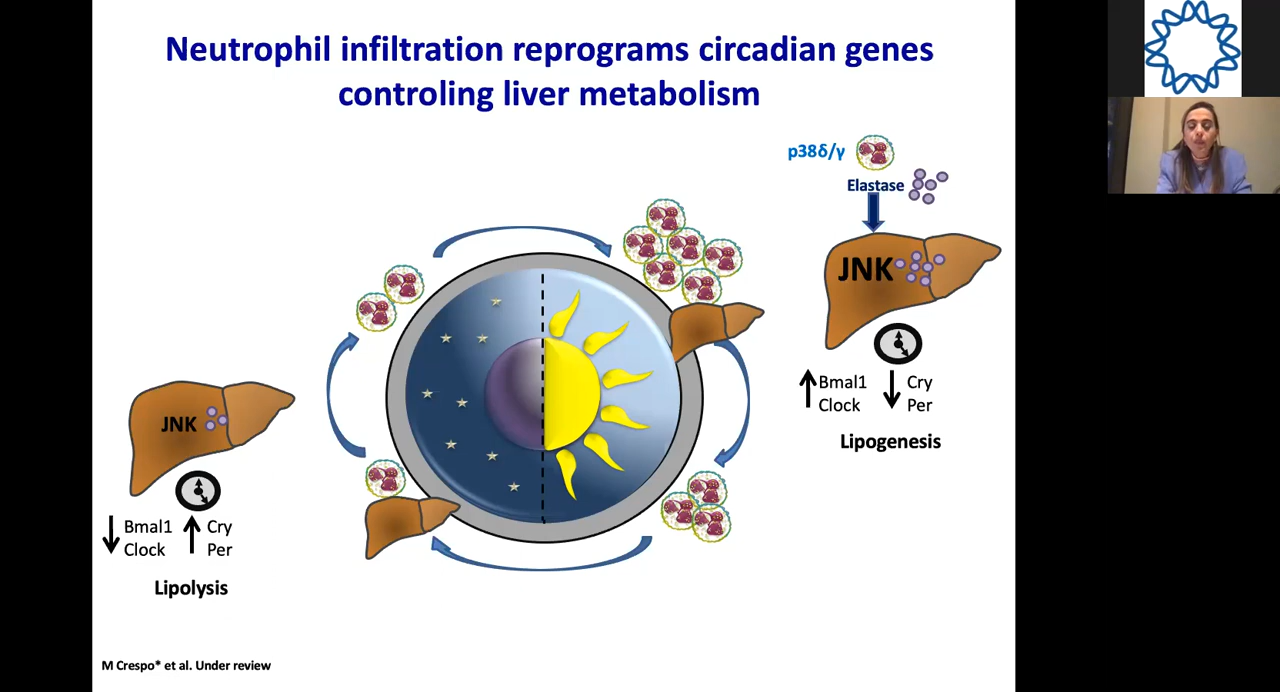 Neutrophil infiltration reprograms circadian genes
controling liver metabolism
p38δ/γ
Elastase
JNK
Bmal1 Cry
Clock Per
Lipogenesis
JNK
Bmal1 Cry
Clock Per
Lipolysis
M Crespo* et al. Under review